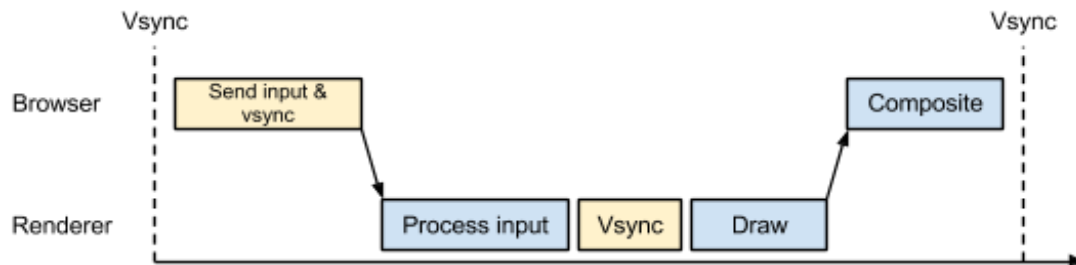 Vsync
Vsync
Browser
Send input &
vsync
Composite
Renderer
Process input
Vsync
Draw